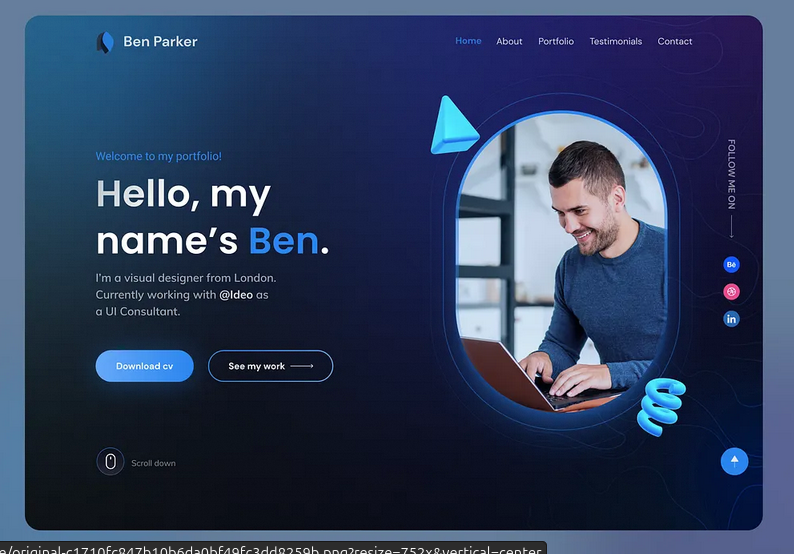 Ben Parker
Home About Portfolio Testimonials Contact
Welcome to my portfolio!
Hello, my
name's Ben.
I'm a visual designer from London.
Currently working with @Ideo as
a UI Consultant.
Download cv
See my work
Scroll down
FOLLOW ME ON
Bē
in
e/original-c1710fc847b10b6da0bf49fc3dd8259b.png?resize=752x&vertical=center